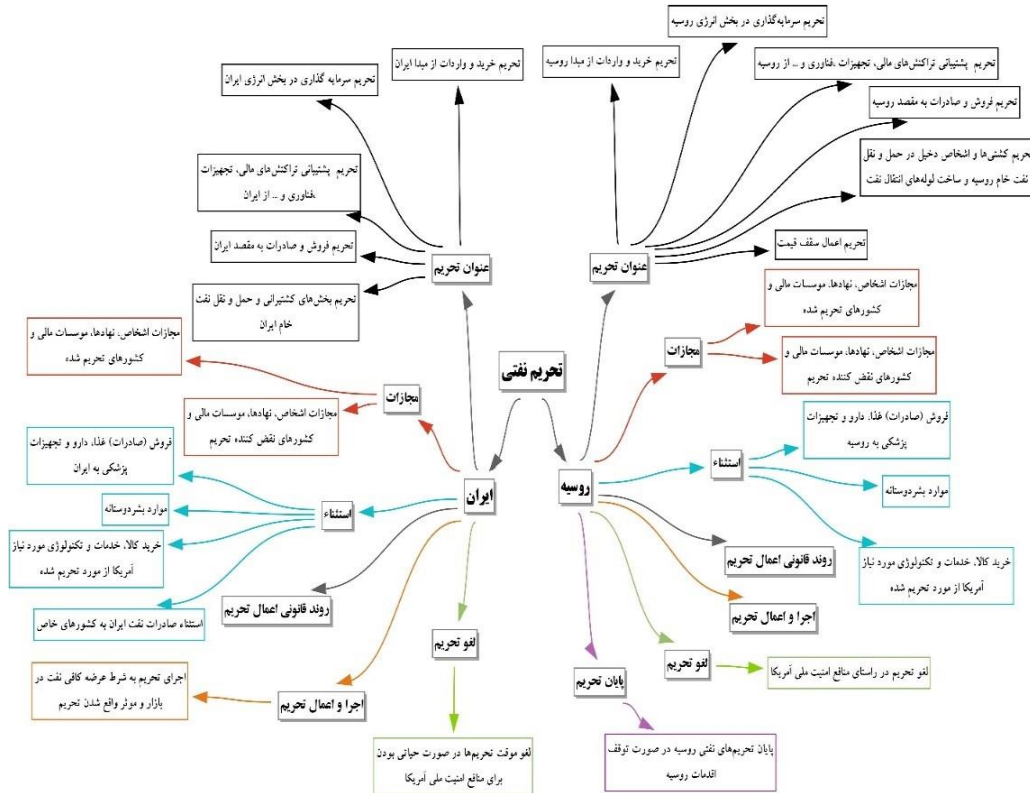 تحریم سرمایه‌گذاری در بخش انرژی روسیه
تحریم خرید و واردات از مبدا روسیه
تحریم خرید و واردات از مبدا ایران
تحریم سرمایه گذاری در بخش انرژی ایران
تحریم پشتیبانی تراکنش‌های مالی، تجهیزات ،فناوری و ... از روسیه
تحریم فروش و صادرات به مقصد روسیه
تحریم کشتی‌ها و اشخاص دخیل در حمل و نقل
نفت خام روسیه و ساخت لوله‌های انتقال نفت
تحریم اعمال سقف قیمت
عنوان تحریم
تحریم پشتیبانی تراکنش‌های مالی، تجهیزات
،فناوری و ... از ایران
تحریم فروش و صادرات به مقصد ایران
تحریم بخش‌های کشتیرانی و حمل و نقل نفت
خام ایران
عنوان تحریم
تحریم نفتی
مجازات اشخاص، نهادها، موسسات مالی و
کشورهای تحریم شده
مجازات اشخاص، نهادها، موسسات مالی و
کشورهای نقض کننده تحریم
مجازات
مجازات اشخاص، نهادها، موسسات مالی و
کشورهای تحریم شده
مجازات اشخاص، نهادها، موسسات مالی و
کشورهای نقض کننده تحریم
مجازات
روسیه
ایران
فروش (صادرات) غذا، دارو و تجهیزات
پزشکی به روسیه
موارد بشردوستانه
خرید کالا، خدمات و تکنولوژی مورد نیاز
آمریکا از مورد تحریم شده
استثناء
فروش (صادرات) غذا، دارو و تجهیزات
پزشکی به ایران
موارد بشردوستانه
خرید کالا، خدمات و تکنولوژی مورد نیاز
آمریکا از مورد تحریم شده
استثناء صادرات نفت ایران به کشورهای خاص
استثناء
روند قانونی اعمال تحریم
اجرا و اعمال تحریم
لغو تحریم
لغو تحریم در راستای منافع امنیت ملی آمریکا
پایان تحریم
پایان تحریم‌های نفتی روسیه در صورت توقف
اقدمات روسیه
روند قانونی اعمال تحریم
لغو تحریم
لغو موقت تحریم‌ها در صورت حیاتی بودن
برای منافع امنیت ملی آمریکا
اجرا و اعمال تحریم
اجرای تحریم به شرط عرضه کافی نفت در
بازار و موثر واقع شدن تحریم